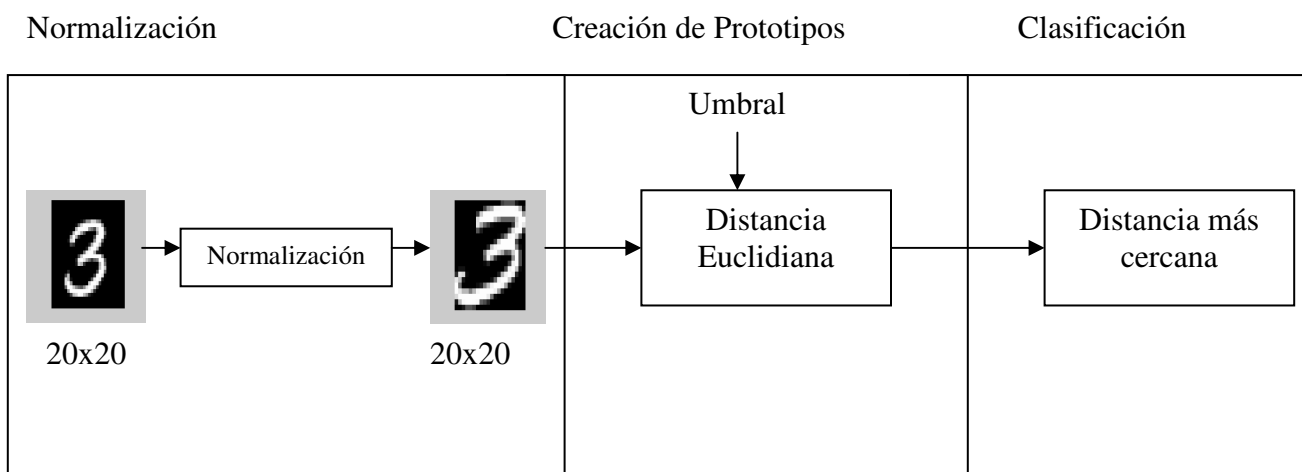 Normalización
Creación de Prototipos
Clasificación
Umbral
3
Normalización
3
Distancia
Euclidiana
Distancia más
cercana
20x20
20x20